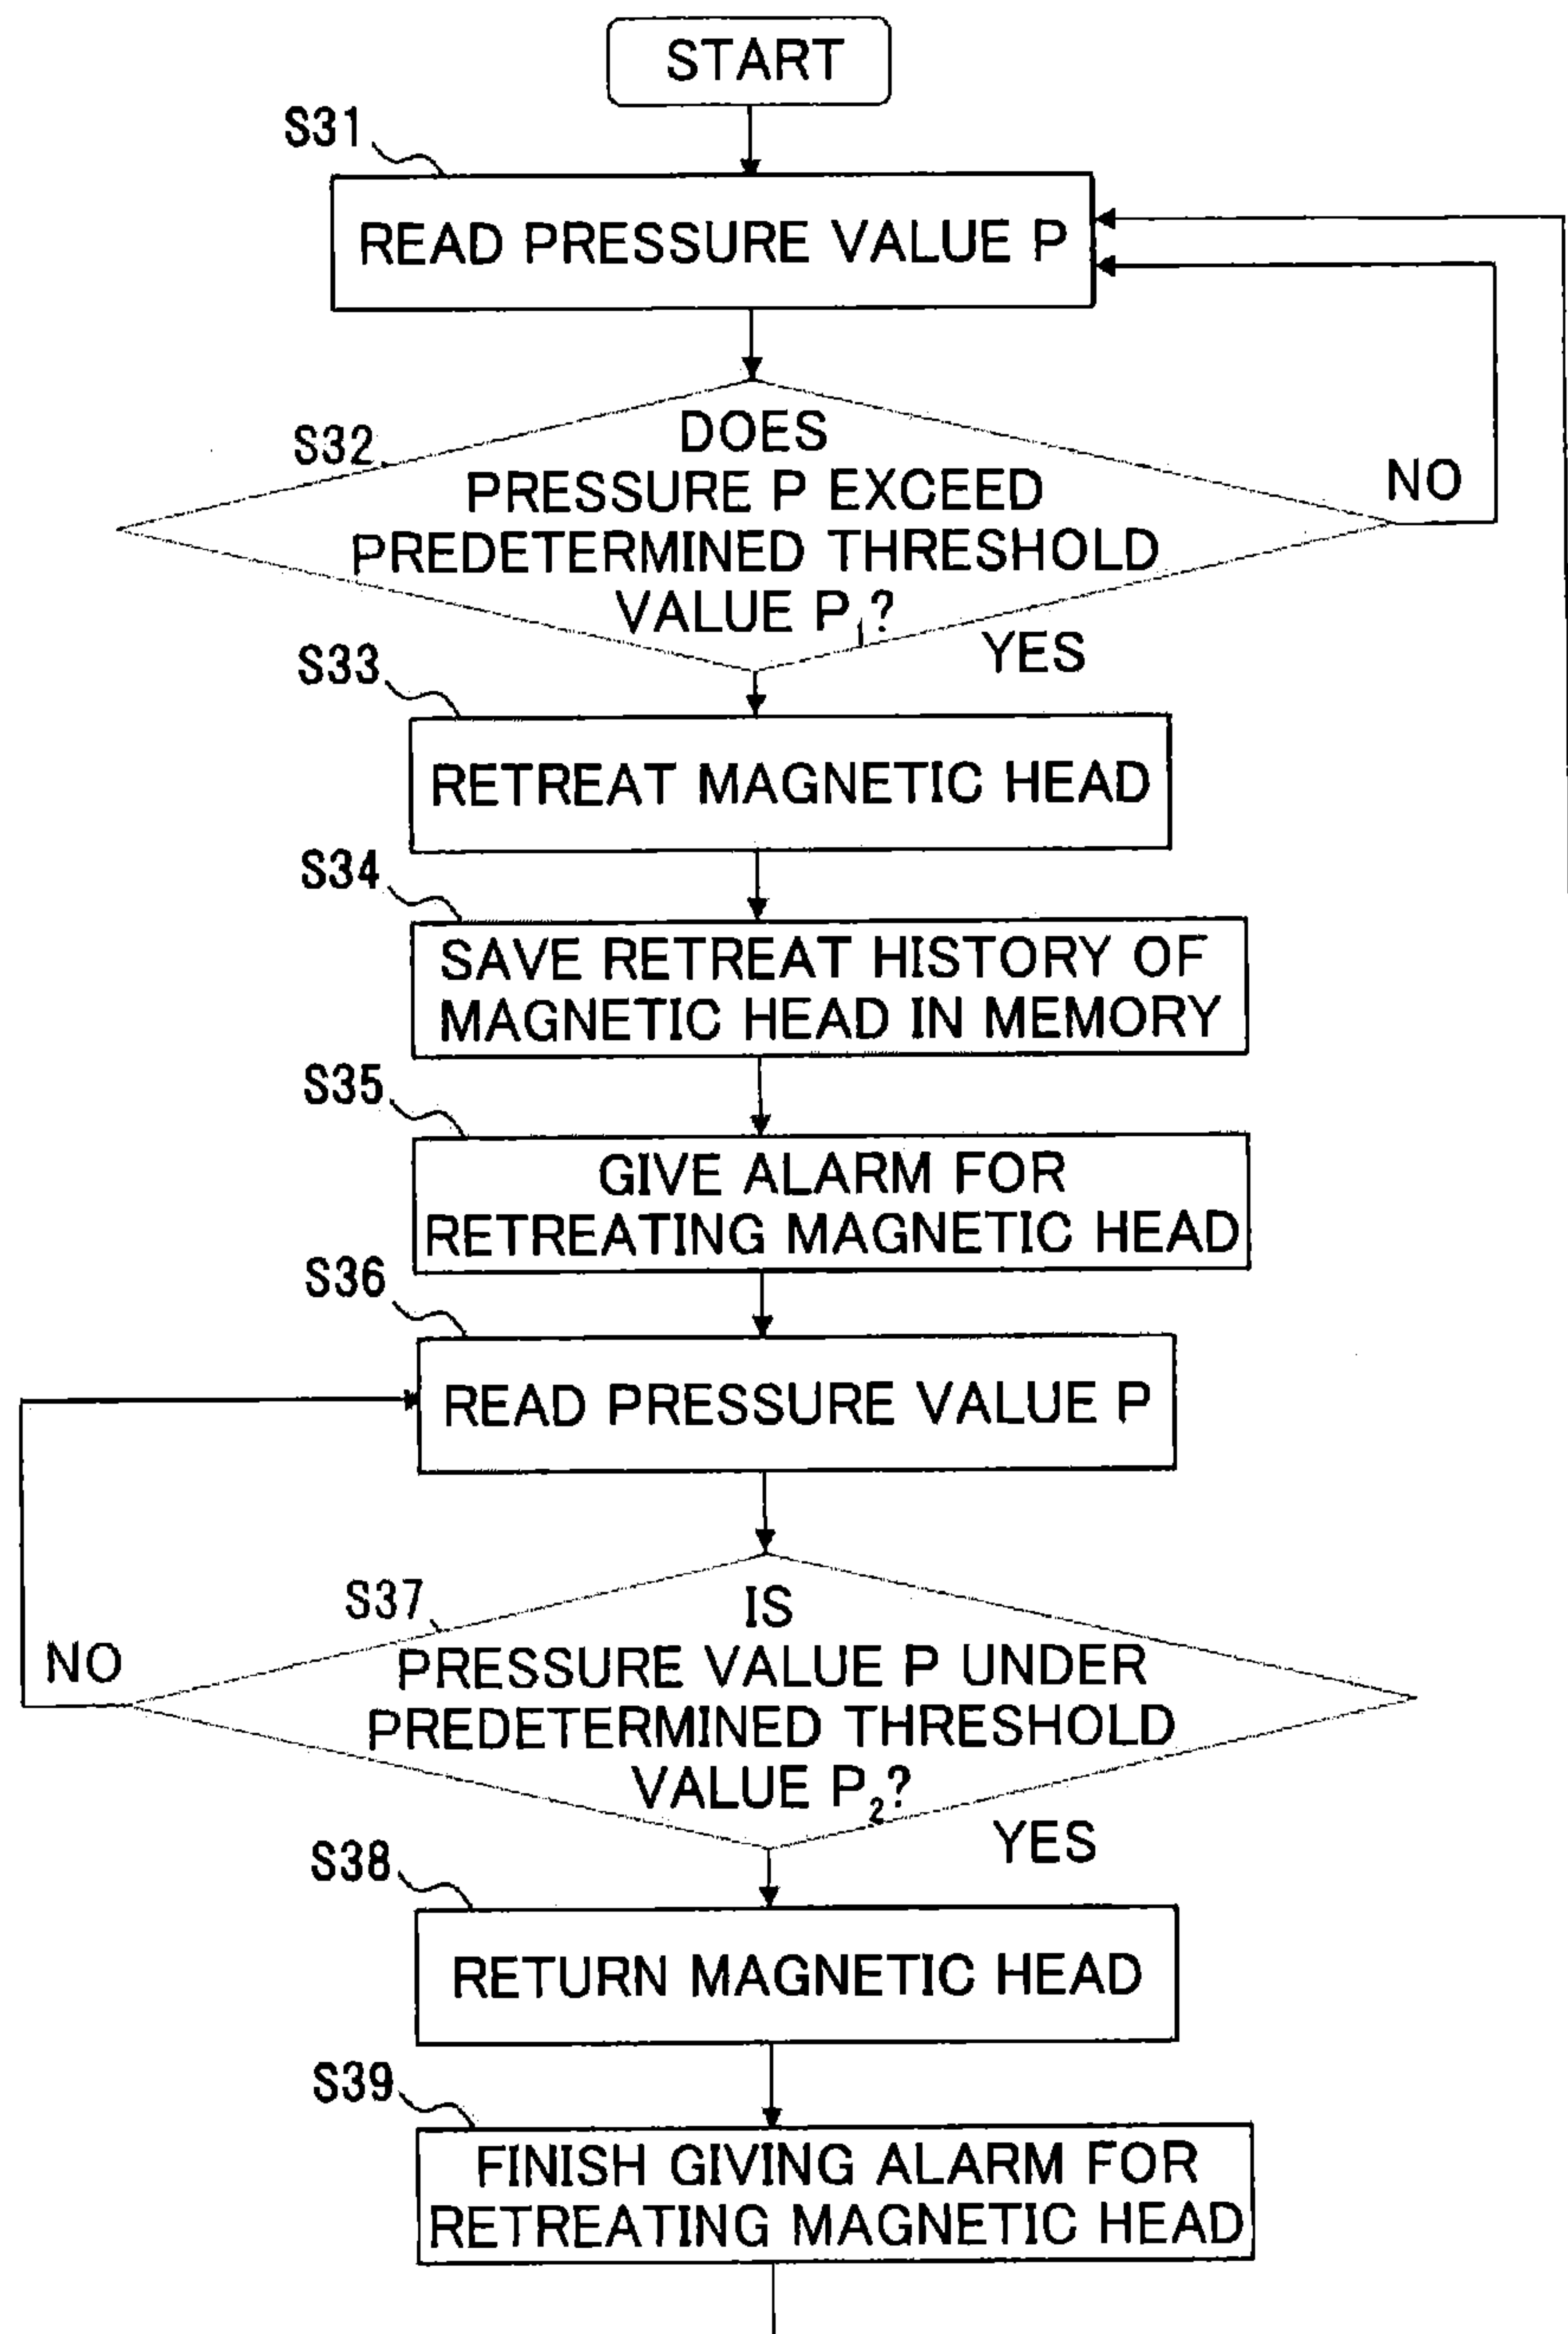 START
S31
READ PRESSURE VALUE P
S32
DOES
PRESSURE P EXCEED
PREDETERMINED THRESHOLD
VALUE P₁?
NO
YES
S33
RETREAT MAGNETIC HEAD
S34
SAVE RETREAT HISTORY OF
MAGNETIC HEAD IN MEMORY
S35
GIVE ALARM FOR
RETREATING MAGNETIC HEAD
S36
READ PRESSURE VALUE P
S37
IS
PRESSURE VALUE P UNDER
PREDETERMINED THRESHOLD
VALUE P₂?
NO
YES
S38
RETURN MAGNETIC HEAD
S39
FINISH GIVING ALARM FOR
RETREATING MAGNETIC HEAD